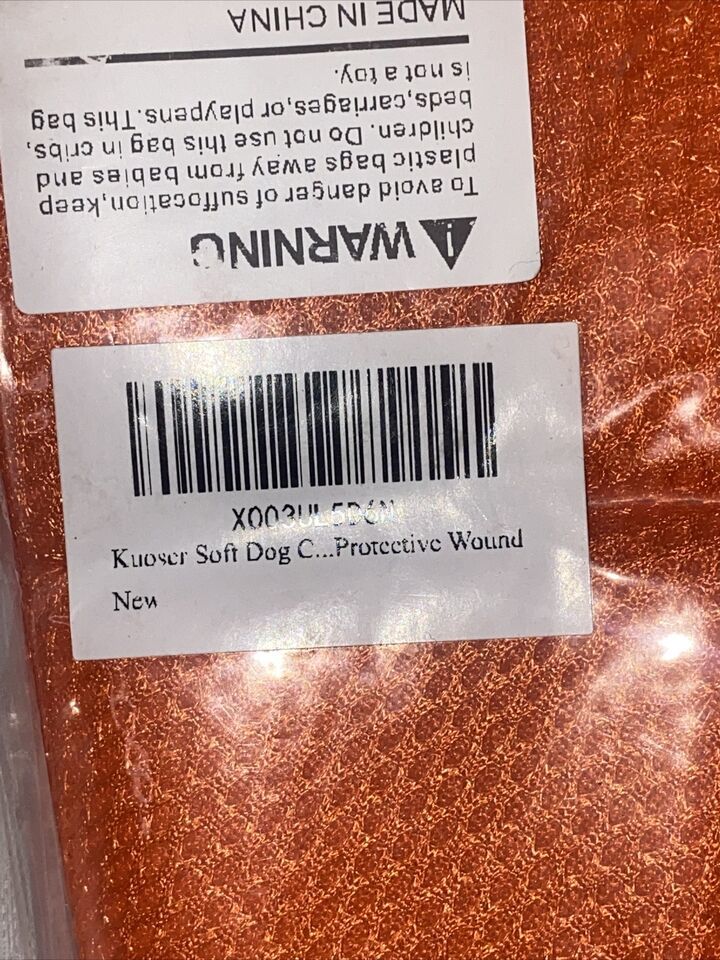 WARNING
To avoid danger of suffocation,keep
plastic bags away from babies and
children. Do not use this bag in cribs,
beds,carriages,or playpens.This bag
is not a toy.
MADE IN CHINA
X003UL5D6N
Kuoser Soft Dog C...Protective Wound
New